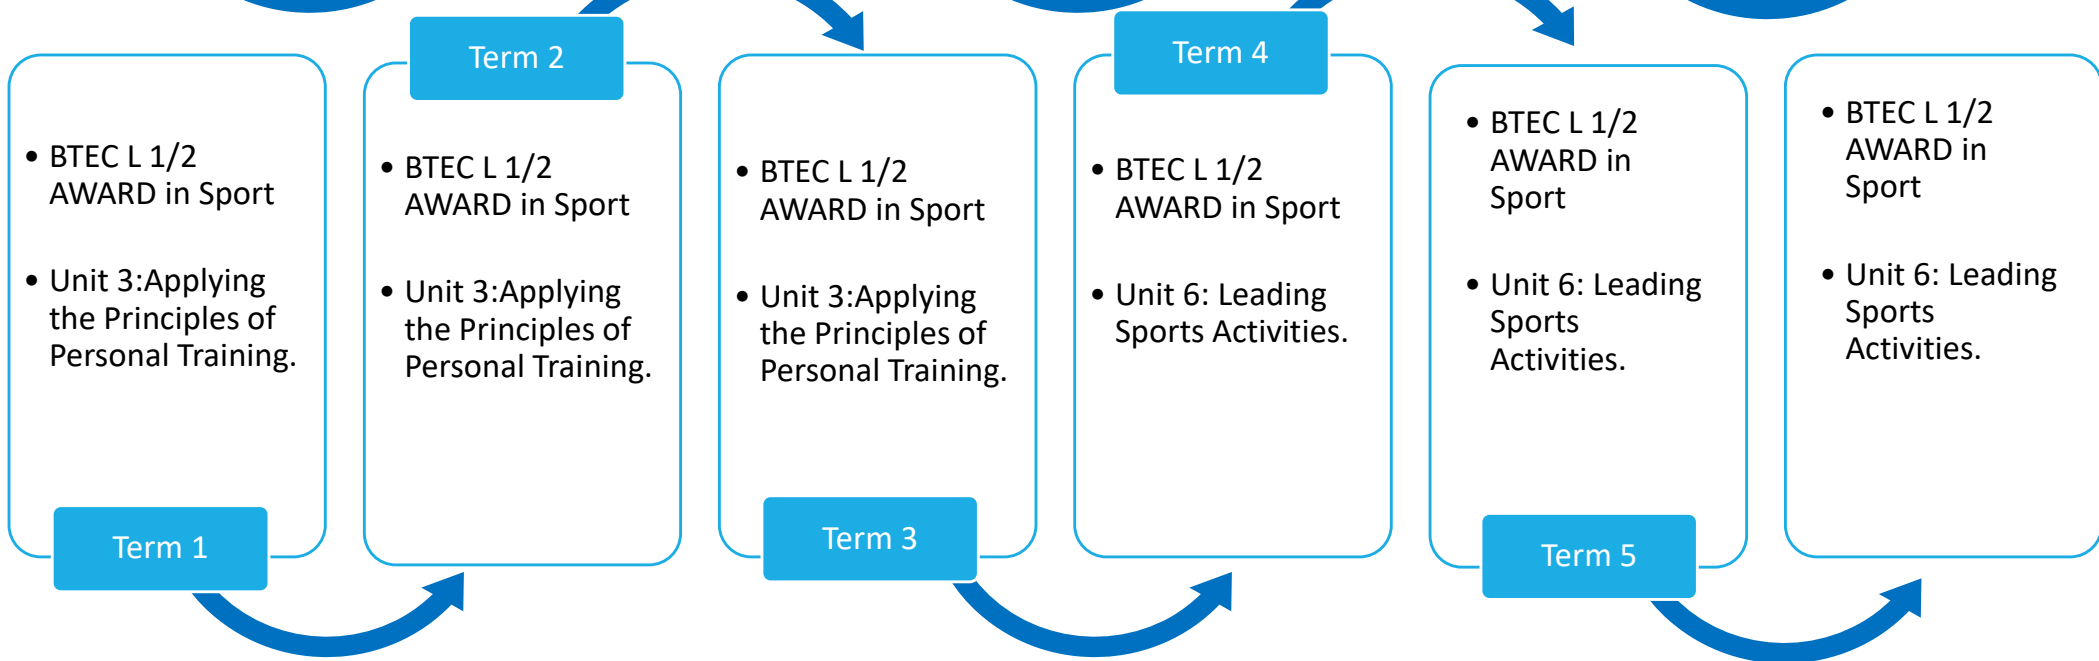 • BTEC L 1/2
AWARD in Sport
• Unit 3:Applying
the Principles of
Personal Training.
Term 1
Term 2
• BTEC L 1/2
AWARD in Sport
• Unit 3:Applying
the Principles of
Personal Training.
• BTEC L 1/2
AWARD in Sport
• Unit 3:Applying
the Principles of
Personal Training.
Term 3
Term 4
• BTEC L 1/2
AWARD in Sport
• Unit 6: Leading
Sports Activities.
• BTEC L 1/2
AWARD in
Sport
• Unit 6: Leading
Sports
Activities.
Term 5
• BTEC L 1/2
AWARD in
Sport
• Unit 6: Leading
Sports
Activities.